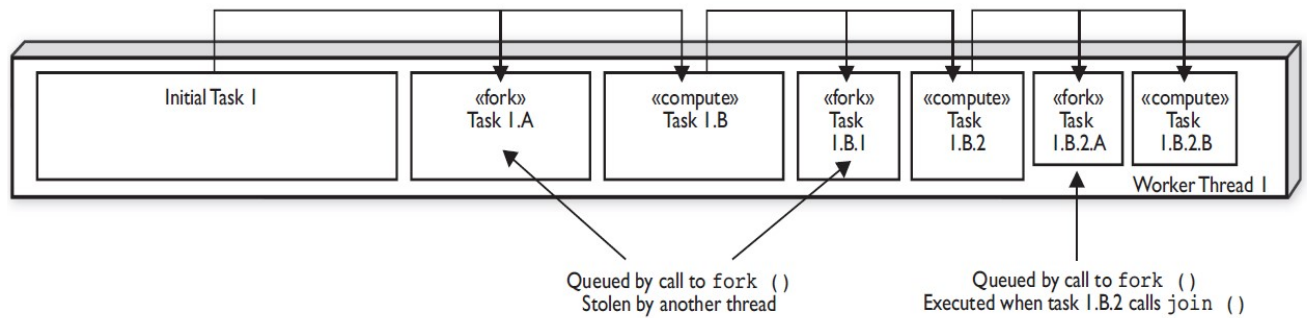 Initial Task 1
«fork»
Task 1.A
«compute»
Task 1.B
«fork»
Task
1.B.1
«compute»
Task
1.B.2
«fork»
Task
1.B.2.A
«compute»
Task
1.B.2.B
Worker Thread 1
Queued by call to fork ()
Stolen by another thread
Queued by call to fork ()
Executed when task 1.B.2 calls join ()